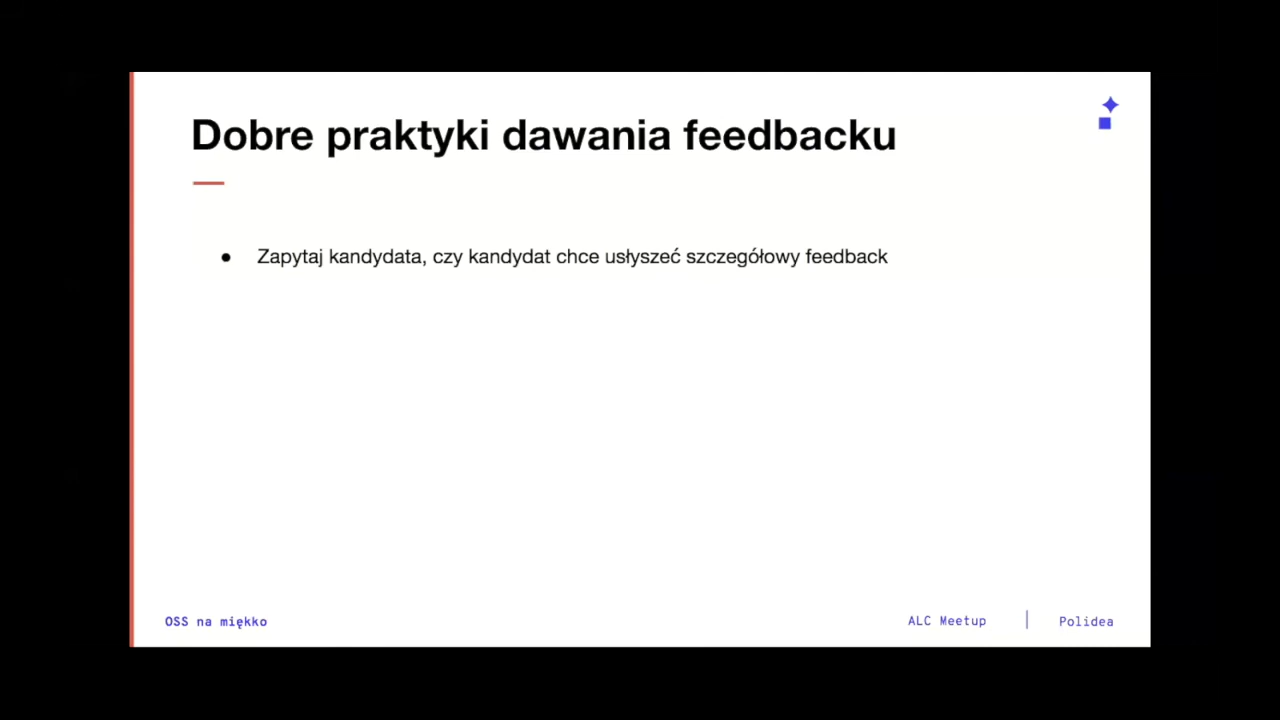 Dobre praktyki dawania feedbacku
● Zapytaj kandydata, czy kandydat chce usłyszeć szczegółowy feedback
OSS na miękko
ALC Meetup | Polidea